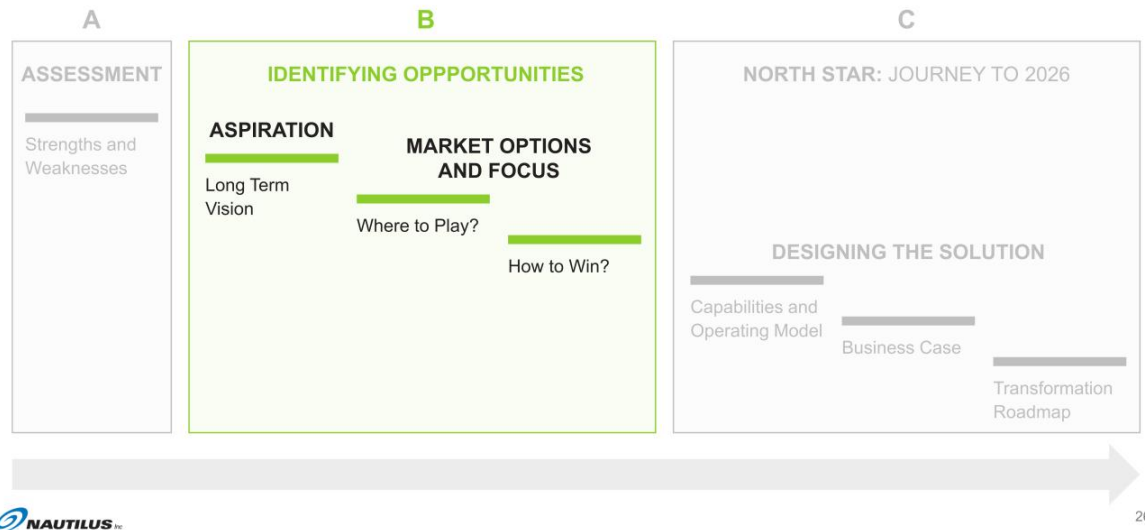 A
B
C
ASSESSMENT
Strengths and
Weaknesses
IDENTIFYING OPPPORTUNITIES
ASPIRATION
Long Term
Vision
MARKET OPTIONS
AND FOCUS
Where to Play?
How to Win?
NORTH STAR: JOURNEY TO 2026
DESIGNING THE SOLUTION
Capabilities and
Operating Model
Business Case
Transformation
Roadmap
NAUTILUS Inc